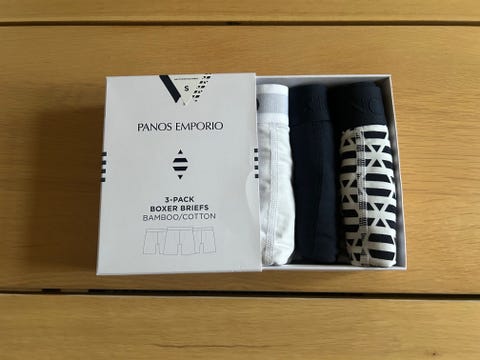 S
PANOS EMPORIO
3-PACK
BOXER BRIEFS
BAMBOO/COTTON